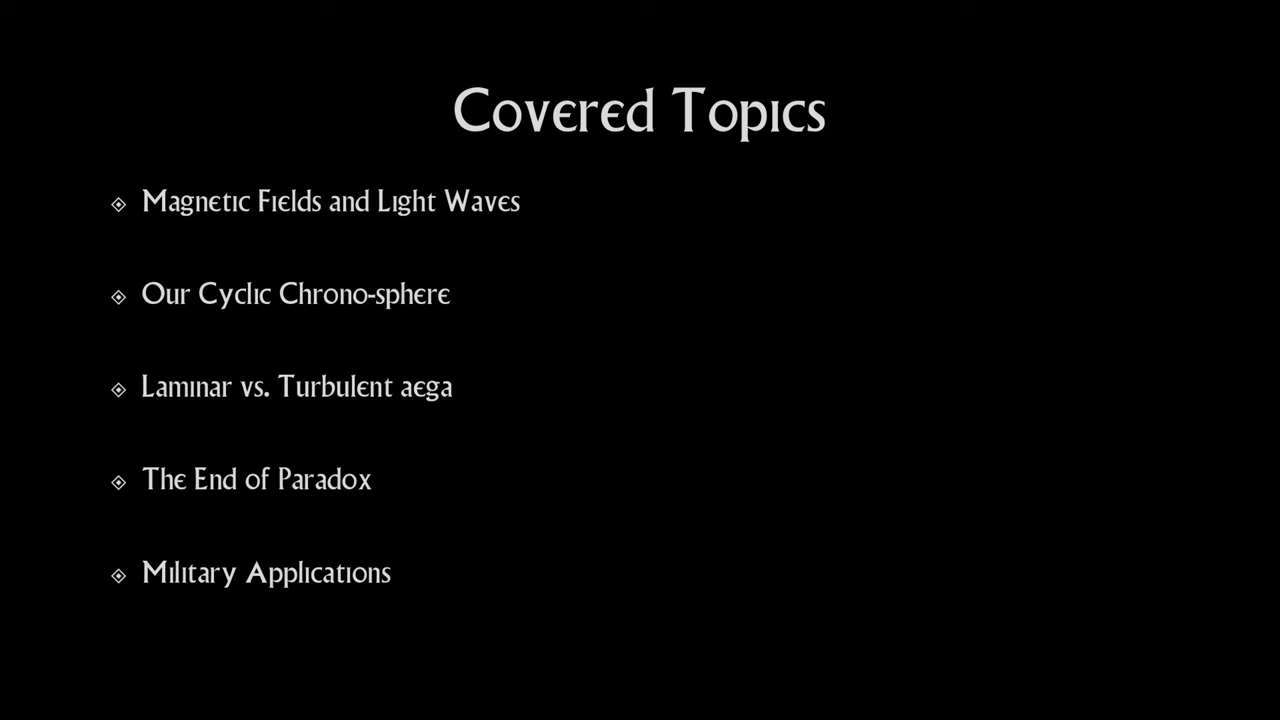 Covered Topics
Magnetic Fields and Light Waves
Our Cyclic Chrono-sphere
Laminar vs. Turbulent aega
The End of Paradox
Military Applications